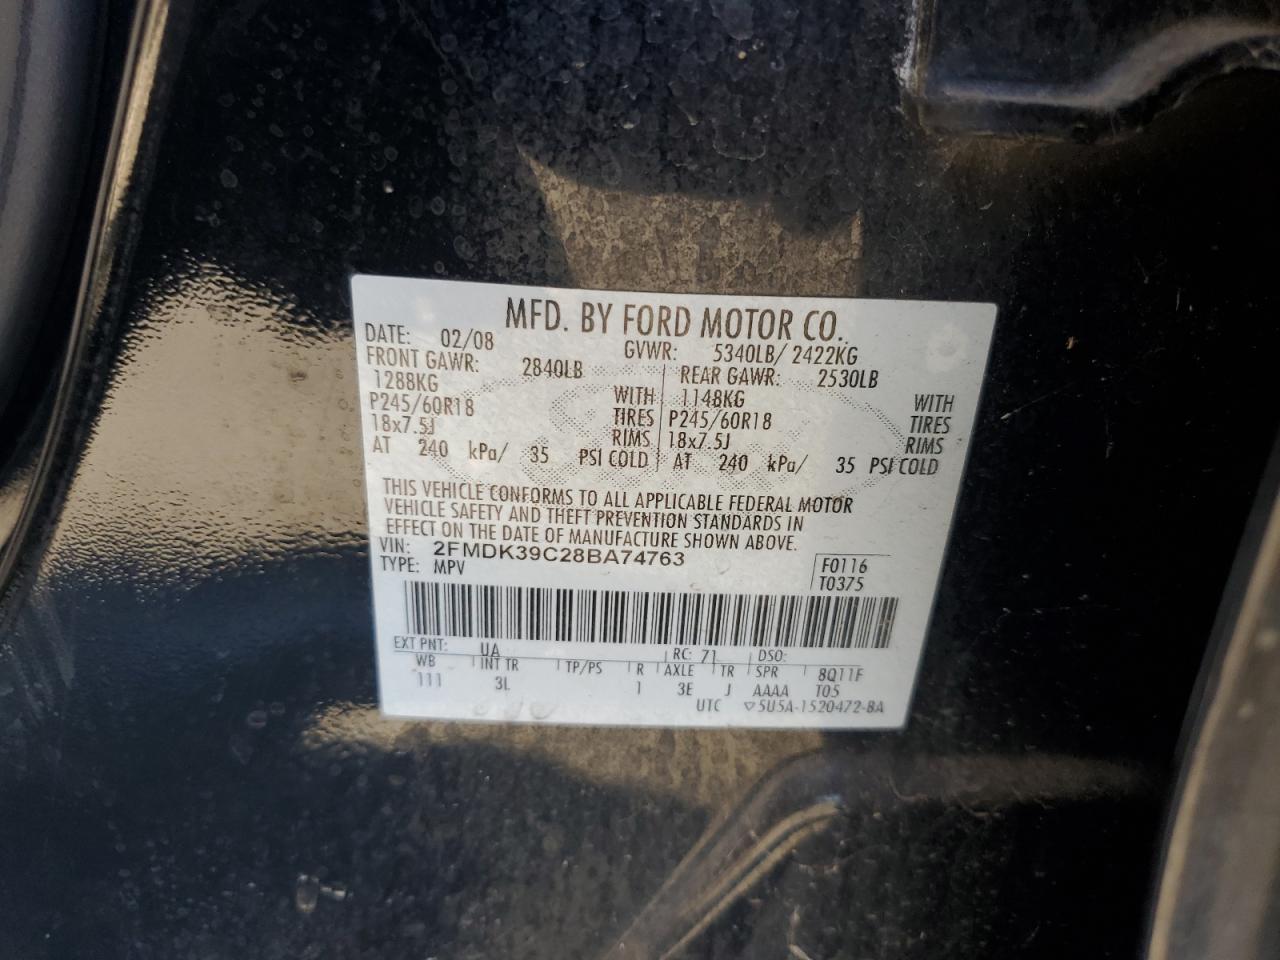 MFD. BY FORD MOTOR CO.
DATE: 02/08 GVWR: 5340LB/ 2422KG
FRONT GAWR: 2840LB REAR GAWR: 2530LB
1288KG WITH 1148KG WITH
P245/60R18 TIRES P245/60R18 TIRES
18x7.5J RIMS 18x7.5J RIMS
AT 240 kPa/ 35 PSI COLD AT 240 kPa/ 35 PSI COLD
THIS VEHICLE CONFORMS TO ALL APPLICABLE FEDERAL MOTOR
VEHICLE SAFETY AND THEFT PREVENTION STANDARDS IN
EFFECT ON THE DATE OF MANUFACTURE SHOWN ABOVE.
VIN: 2FMDK39C28BA74763 F0116
TYPE: MPV T0375
EXT PNT: UA RC: 71 DSO:
WB INT TR TP/PS R AXLE TR SPR 8Q11F
111 3L 1 3E J AAAA T05
UTC ▽5U5A-1520472-BA